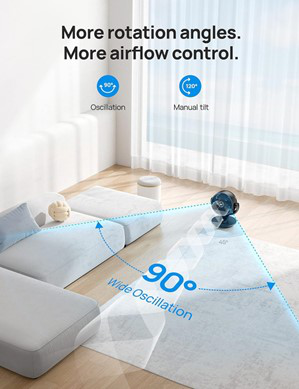 More rotation angles.
More airflow control.
90°
120°
Oscillation
Manual tilt
90°
Wide Oscillation